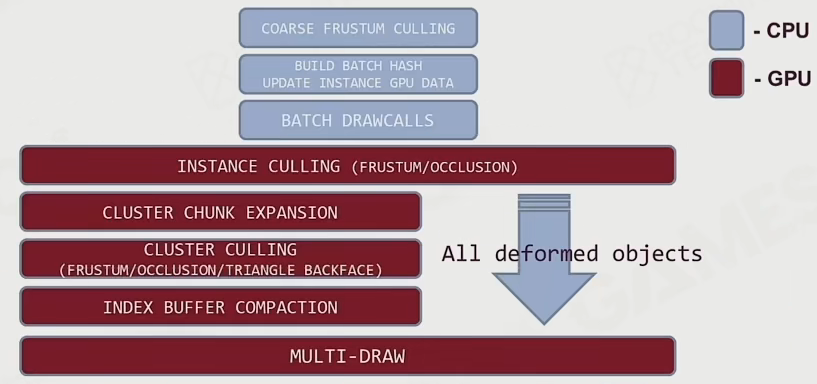 COARSE FRUSTUM CULLING
BUILD BATCH HASH
UPDATE INSTANCE GPU DATA
BATCH DRAWCALLS
INSTANCE CULLING (FRUSTUM/OCCLUSION)
CLUSTER CHUNK EXPANSION
CLUSTER CULLING
(FRUSTUM/OCCLUSION/TRIANGLE BACKFACE)
INDEX BUFFER COMPACTION
MULTI-DRAW
All deformed objects
- CPU
- GPU
GAMES